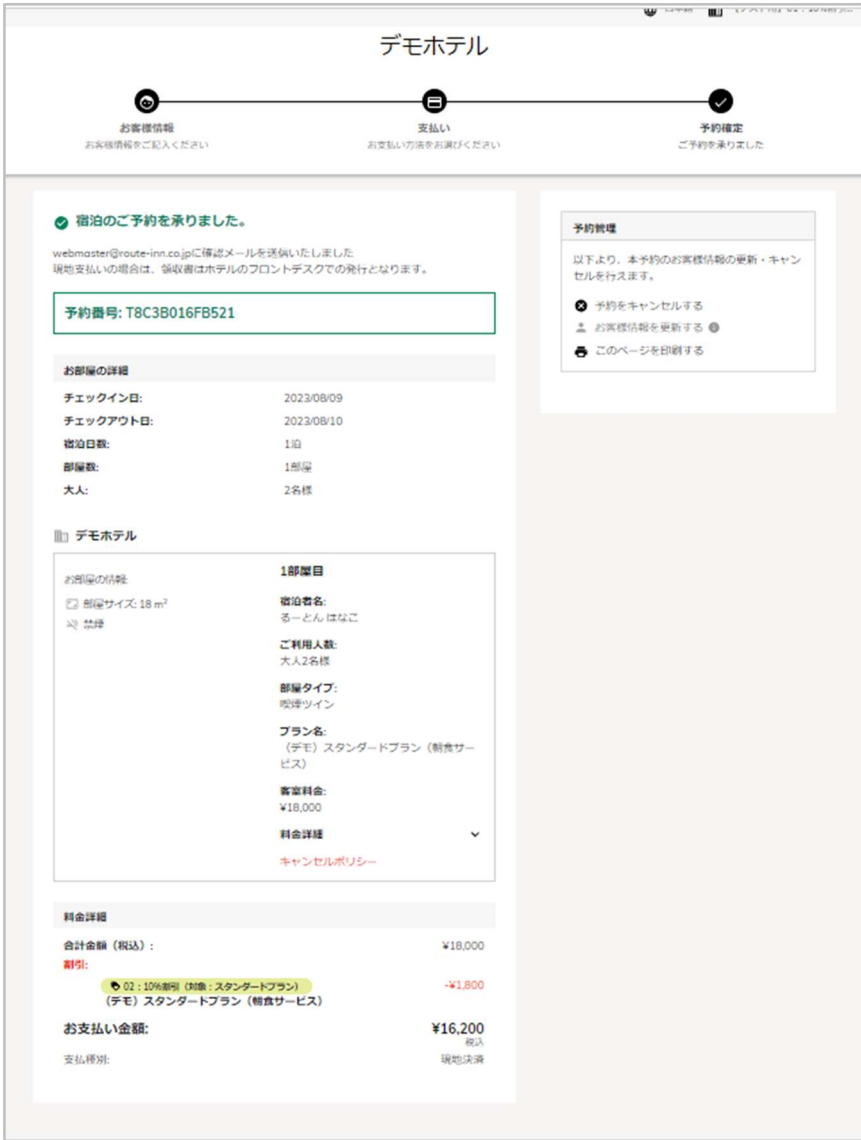 デモホテル
お客様情報
お客様情報をご記入ください
支払い
お支払い方法をお選びください
予約確定
ご予約を承りました
宿泊のご予約を承りました。
webmaster@route-inn.co.jpに確認メールを送信いたしました
現地支払いの場合は、領収書はホテルのフロントデスクでの発行となります。
予約番号: T8C3B016FB521
お部屋の詳細
チェックイン日: 2023/08/09
チェックアウト日: 2023/08/10
宿泊日数: 1泊
部屋数: 1部屋
大人: 2名様
デモホテル
お部屋の情報:
部屋サイズ: 18 m²
禁煙
1部屋目
宿泊者名:
るーとん はなこ
ご利用人数:
大人2名様
部屋タイプ:
喫煙ツイン
プラン名:
（デモ）スタンダードプラン（朝食サー
ビス）
客室料金:
¥18,000
料金詳細
キャンセルポリシー
料金詳細
合計金額（税込）: ¥18,000
割引:
02：10%割引（対象：スタンダードプラン） -¥1,800
（デモ）スタンダードプラン（朝食サービス）
お支払い金額: ¥16,200
税込
支払種別: 現地決済
予約管理
以下より、本予約のお客様情報の更新・キャン
セルを行えます。
予約をキャンセルする
お客様情報を更新する
このページを印刷する